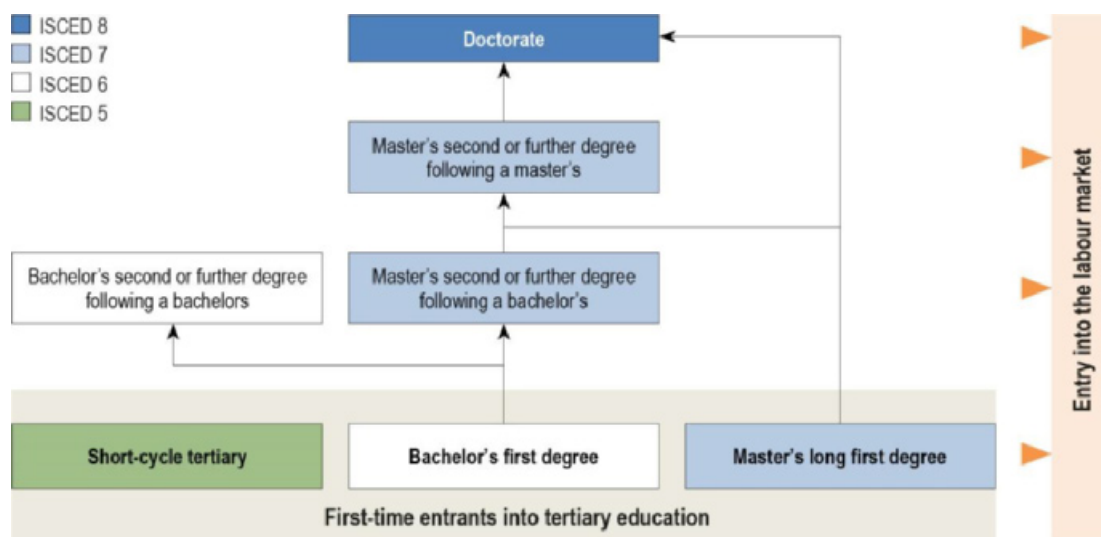 ISCED 8
ISCED 7
ISCED 6
ISCED 5
Doctorate
Master's second or further degree
following a master's
Bachelor's second or further degree
following a bachelors
Master's second or further degree
following a bachelor's
Short-cycle tertiary
Bachelor's first degree
Master's long first degree
First-time entrants into tertiary education
Entry into the labour market